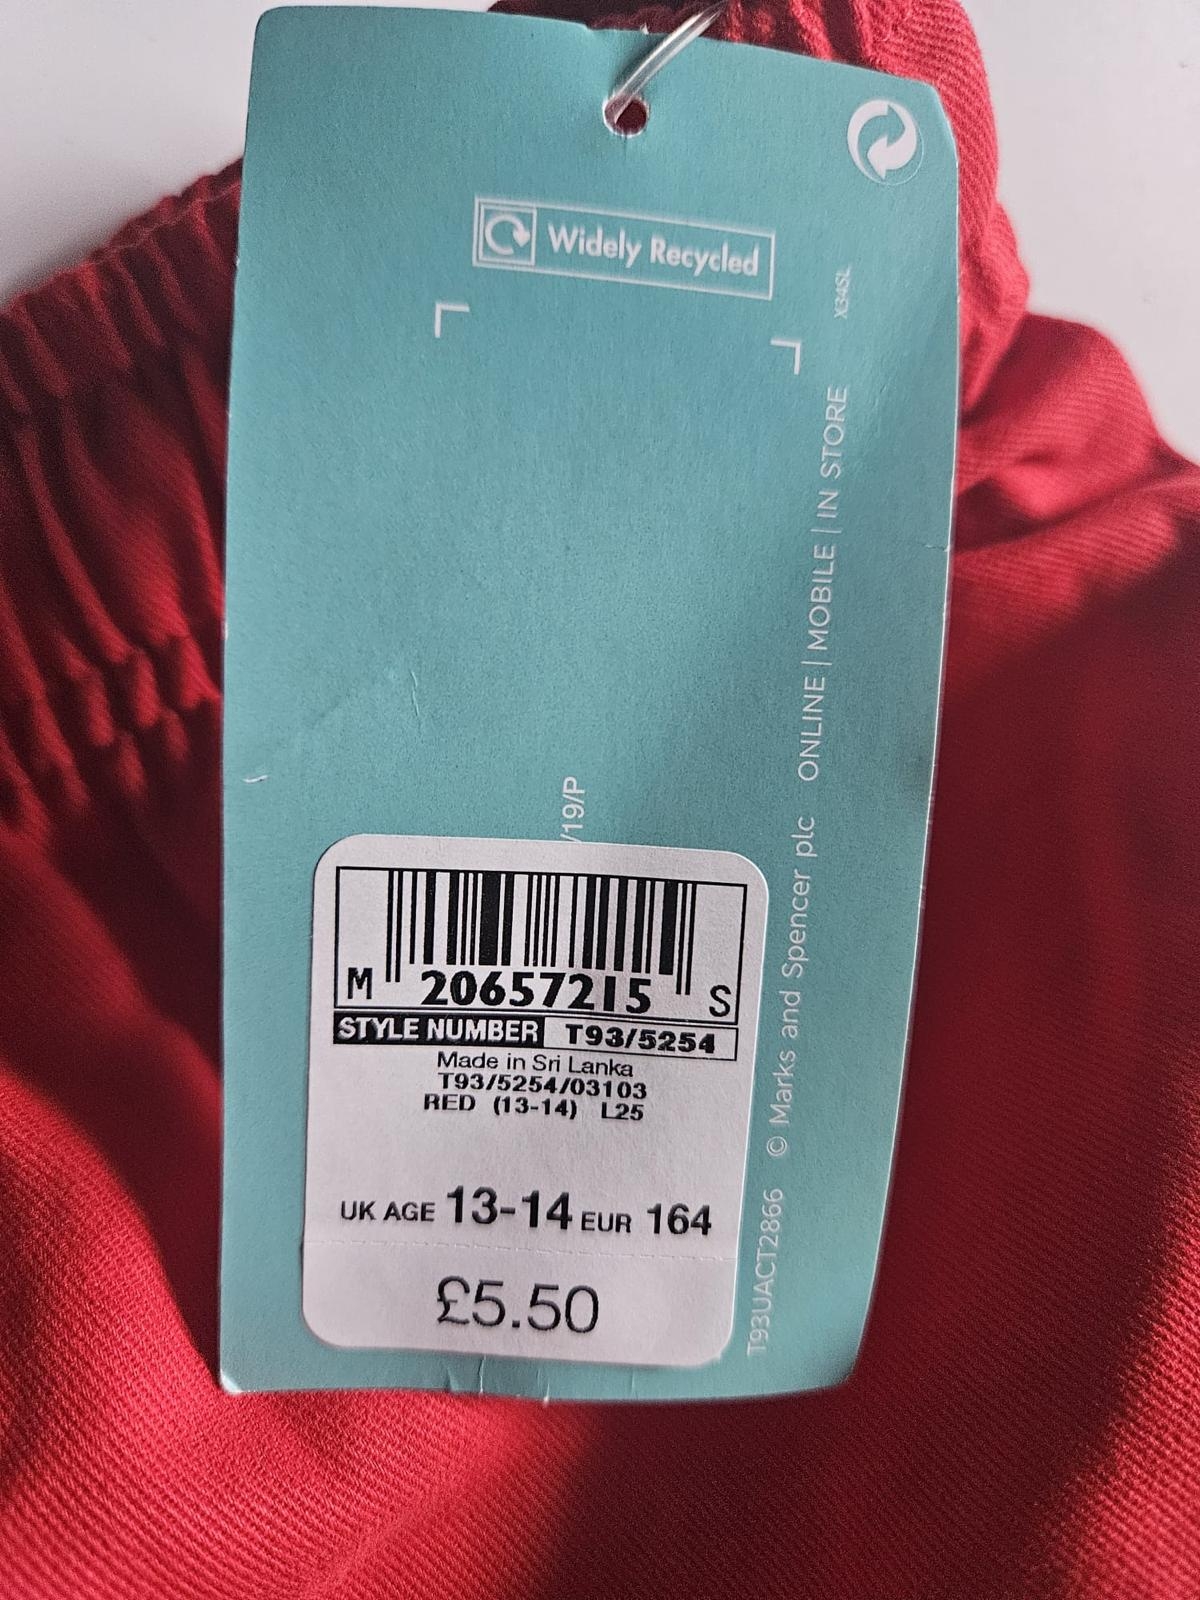 Widely Recycled
X34SL
/19/P
M 20657215 S
STYLE NUMBER T93/5254
Made in Sri Lanka
T93/5254/03103
RED (13-14) L25
UK AGE 13-14 EUR 164
£5.50
T93UACT2866 © Marks and Spencer plc ONLINE | MOBILE | IN STORE